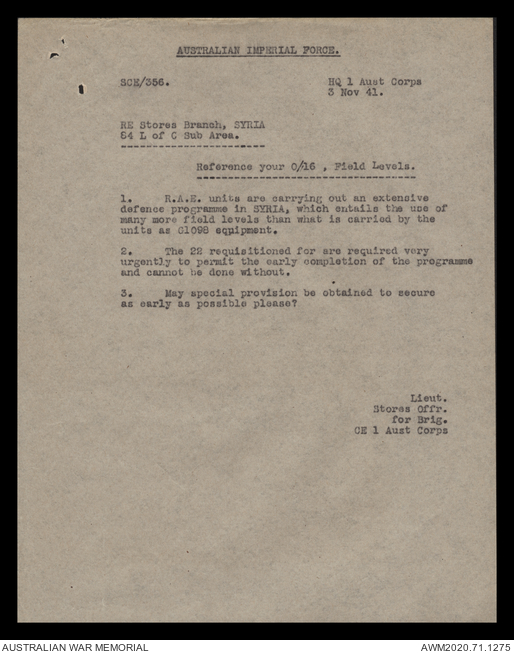 AUSTRALIAN IMPERIAL FORCE.
SCE/356. HQ 1 Aust Corps
3 Nov 41.
RE Stores Branch, SYRIA
84 L of C Sub Area.
Reference your O/16 , Field Levels.
1. R.A.E. units are carrying out an extensive
defence programme in SYRIA, which entails the use of
many more field levels than what is carried by the
units as G1098 equipment.
2. The 22 requisitioned for are required very
urgently to permit the early completion of the programme
and cannot be done without.
3. May special provision be obtained to secure
as early as possible please?
Lieut.
Stores Offr.
for Brig.
CE 1 Aust Corps
AUSTRALIAN WAR MEMORIAL AWM2020.71.1275